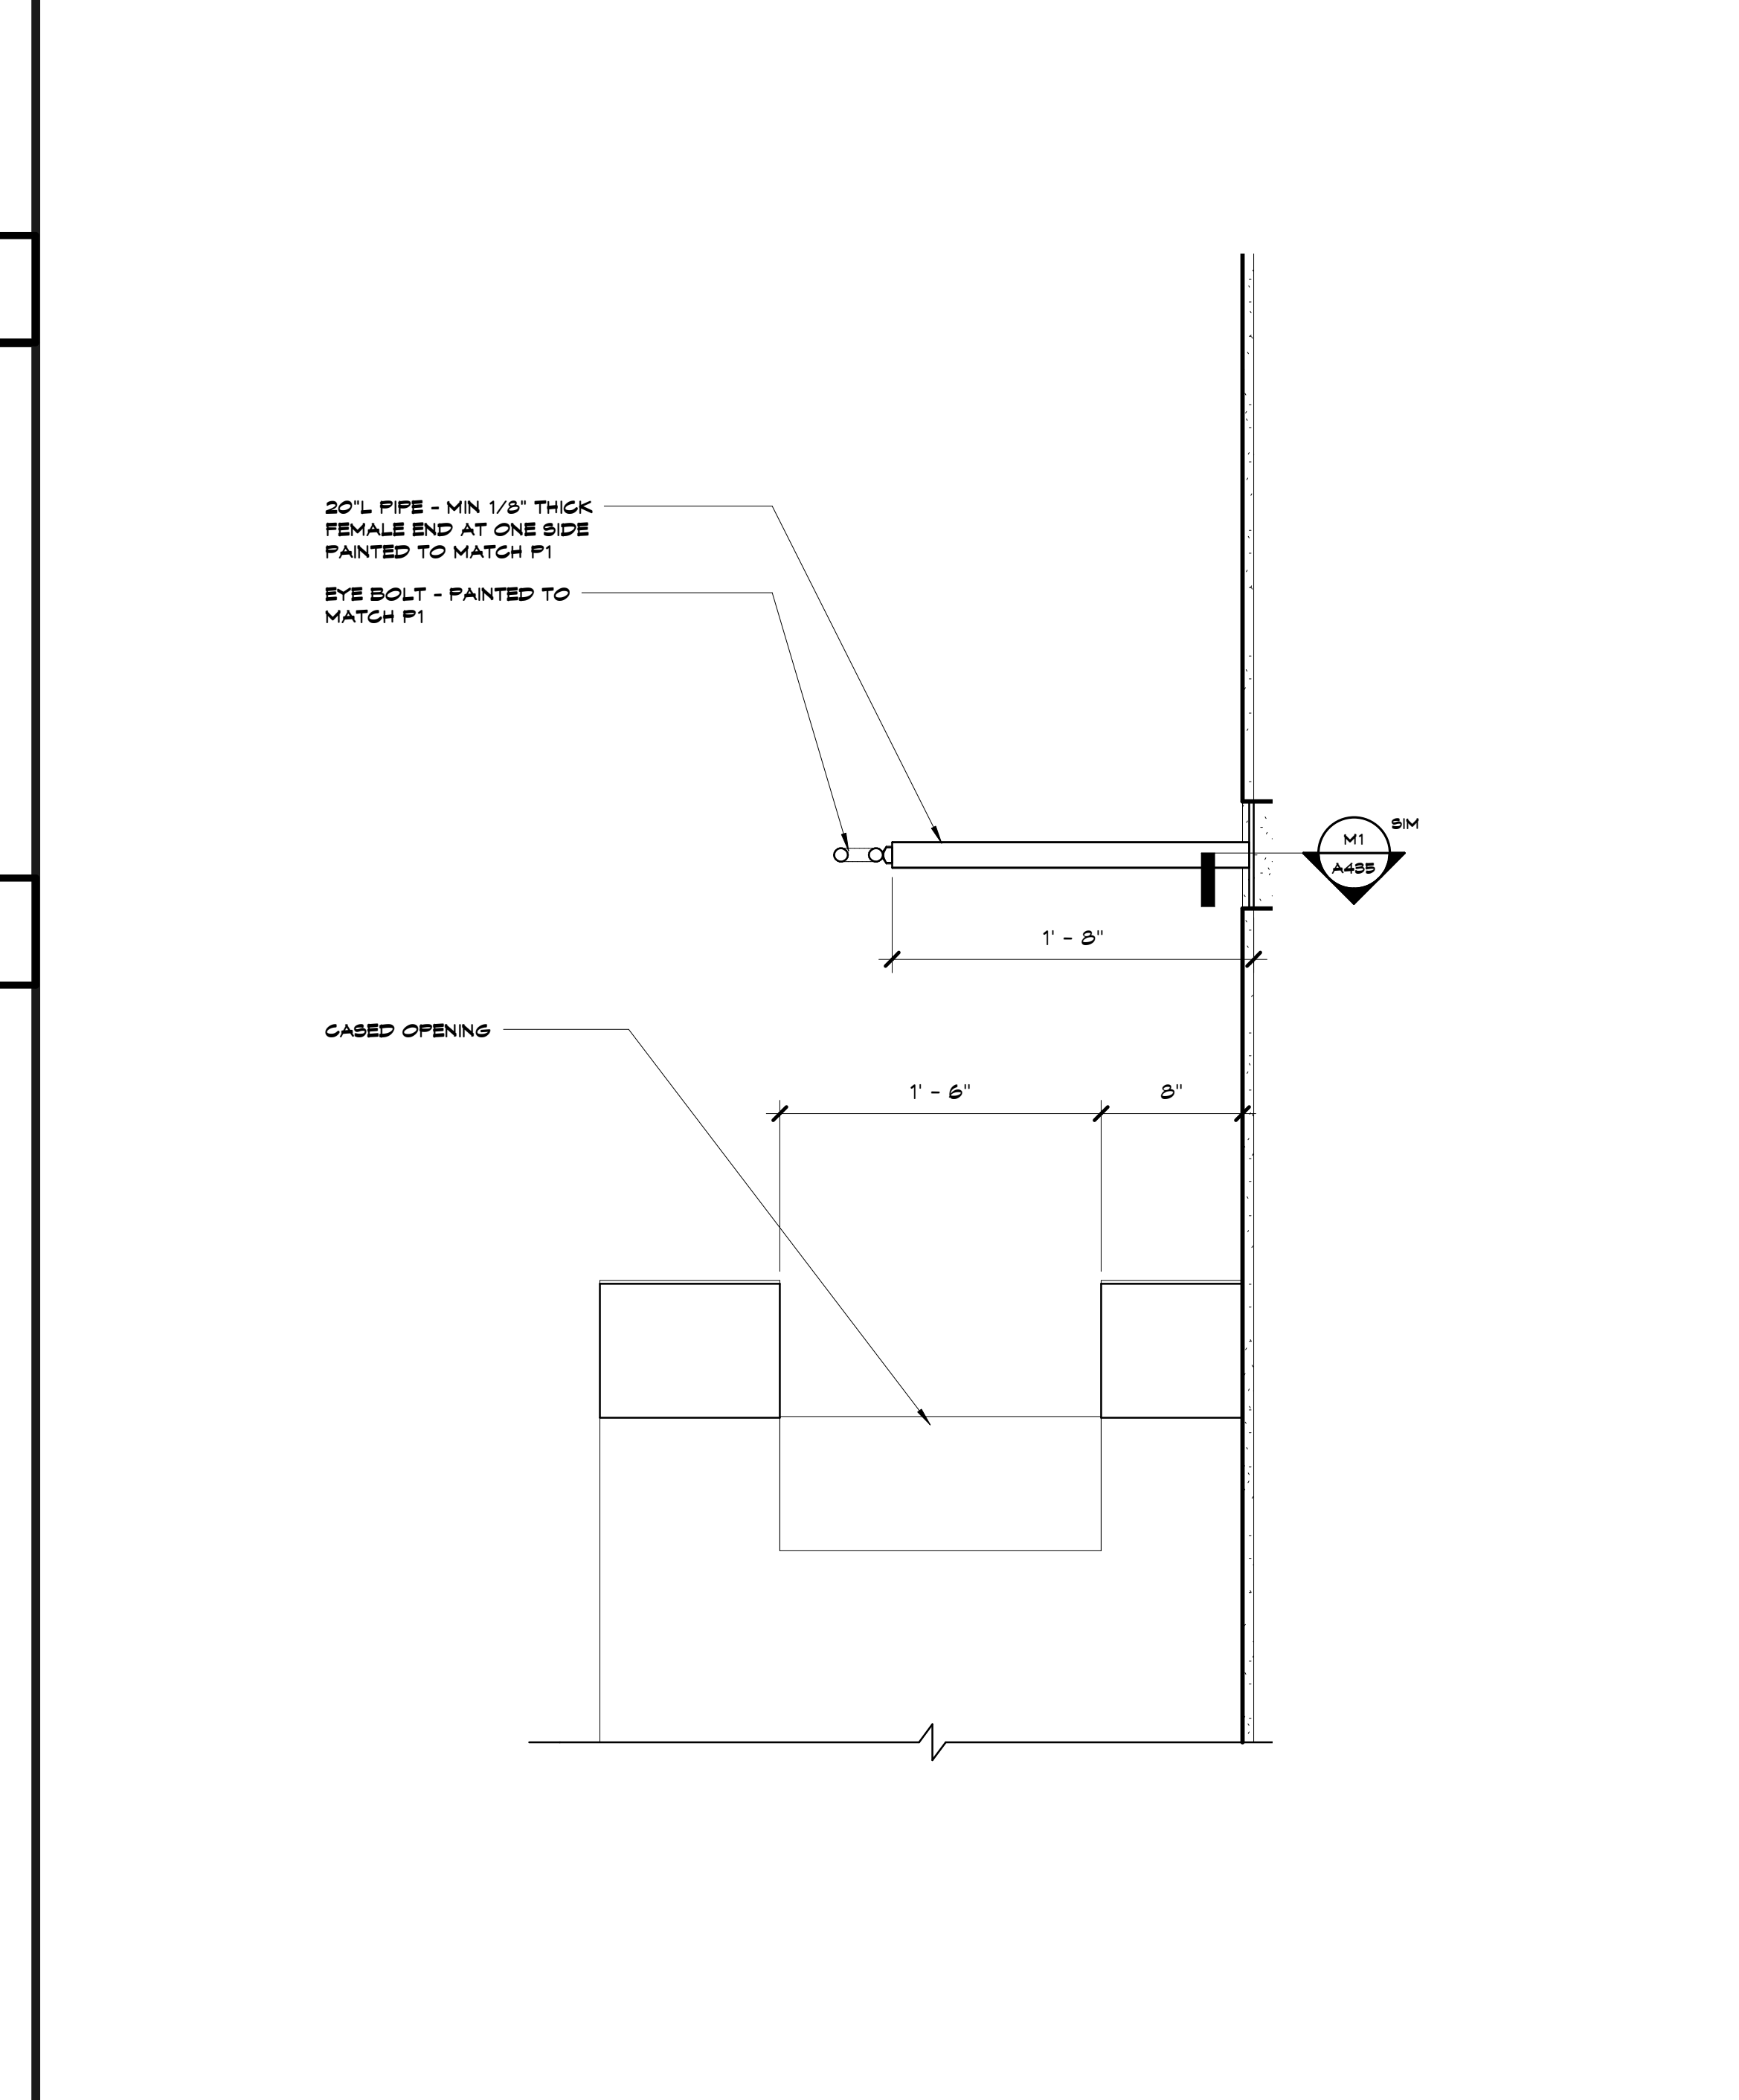 20"L PIPE - MIN 1/8" THICK
FEMALE END AT ONE SIDE
PAINTED TO MATCH P1
EYE BOLT - PAINTED TO
MATCH P1
SIM
M1
A435
1' - 8"
CASED OPENING
1' - 6"
8"